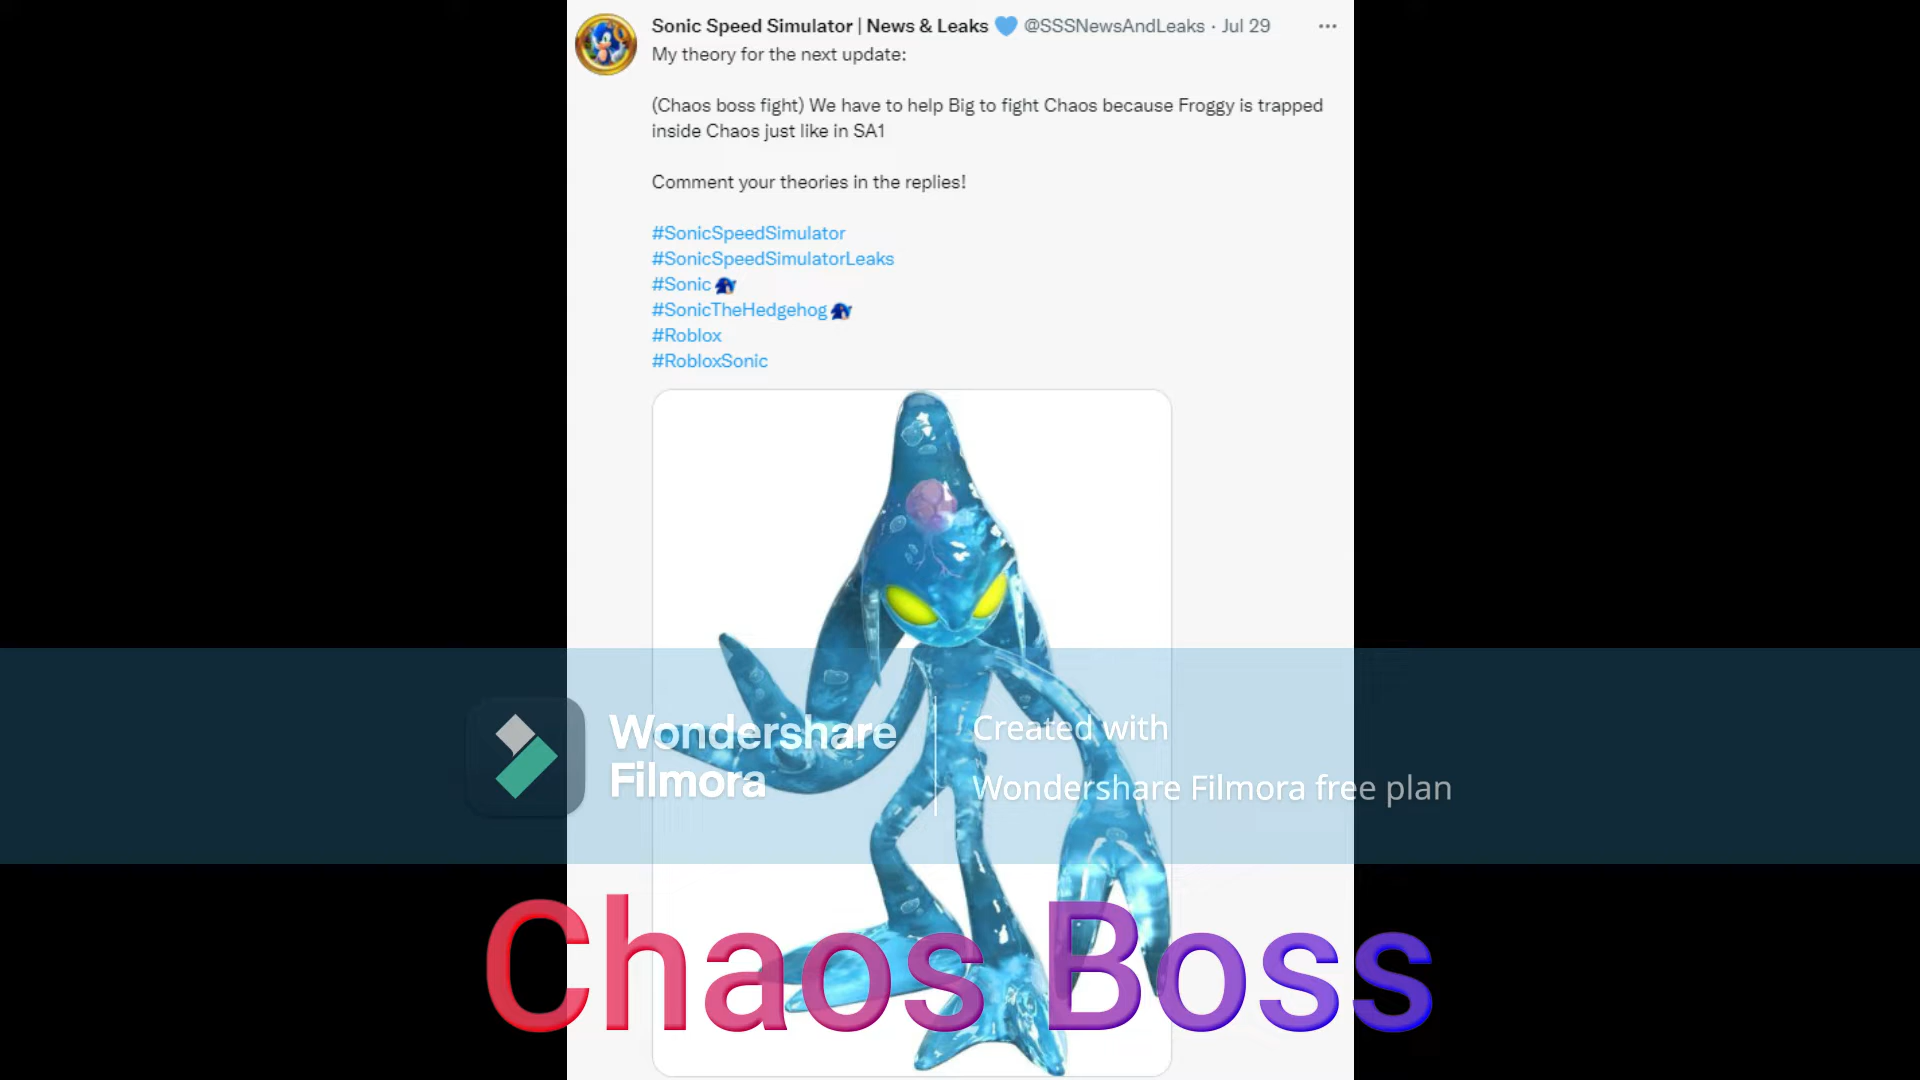 Sonic Speed Simulator | News & Leaks 💙 @SSSNewsAndLeaks · Jul 29 ···
My theory for the next update:
(Chaos boss fight) We have to help Big to fight Chaos because Froggy is trapped
inside Chaos just like in SA1
Comment your theories in the replies!
#SonicSpeedSimulator
#SonicSpeedSimulatorLeaks
#Sonic
#SonicTheHedgehog
#Roblox
#RobloxSonic
Wondershare
Filmora
Created with
Wondershare Filmora free plan
Chaos Boss